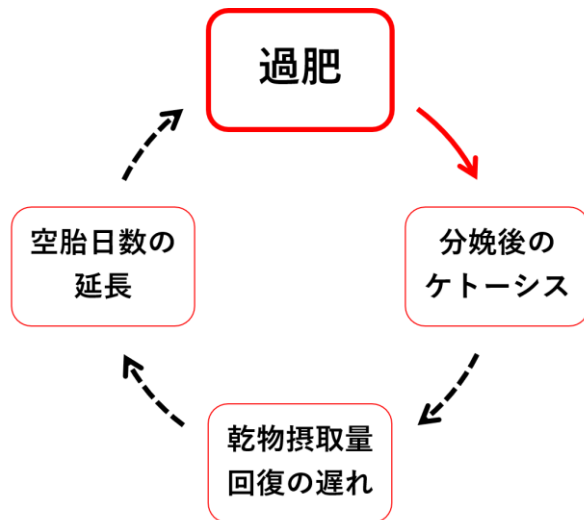 過肥
分娩後の
ケトーシス
乾物摂取量
回復の遅れ
空胎日数の
延長